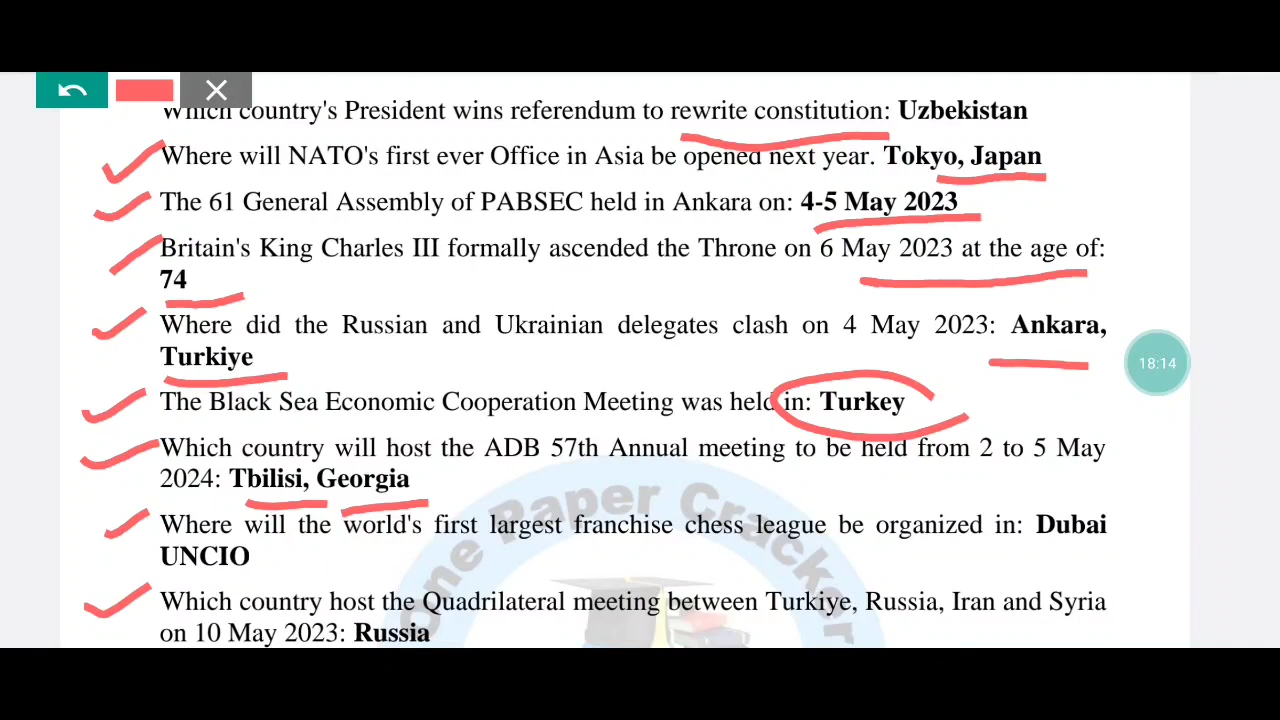 Which country's President wins referendum to rewrite constitution: Uzbekistan
Where will NATO's first ever Office in Asia be opened next year. Tokyo, Japan
The 61 General Assembly of PABSEC held in Ankara on: 4-5 May 2023
Britain's King Charles III formally ascended the Throne on 6 May 2023 at the age of:
74
Where did the Russian and Ukrainian delegates clash on 4 May 2023: Ankara,
Turkiye
18:14
The Black Sea Economic Cooperation Meeting was held in: Turkey
Which country will host the ADB 57th Annual meeting to be held from 2 to 5 May
2024: Tbilisi, Georgia
Where will the world's first largest franchise chess league be organized in: Dubai
UNCIO
Which country host the Quadrilateral meeting between Turkiye, Russia, Iran and Syria
on 10 May 2023: Russia
One Paper Cracker